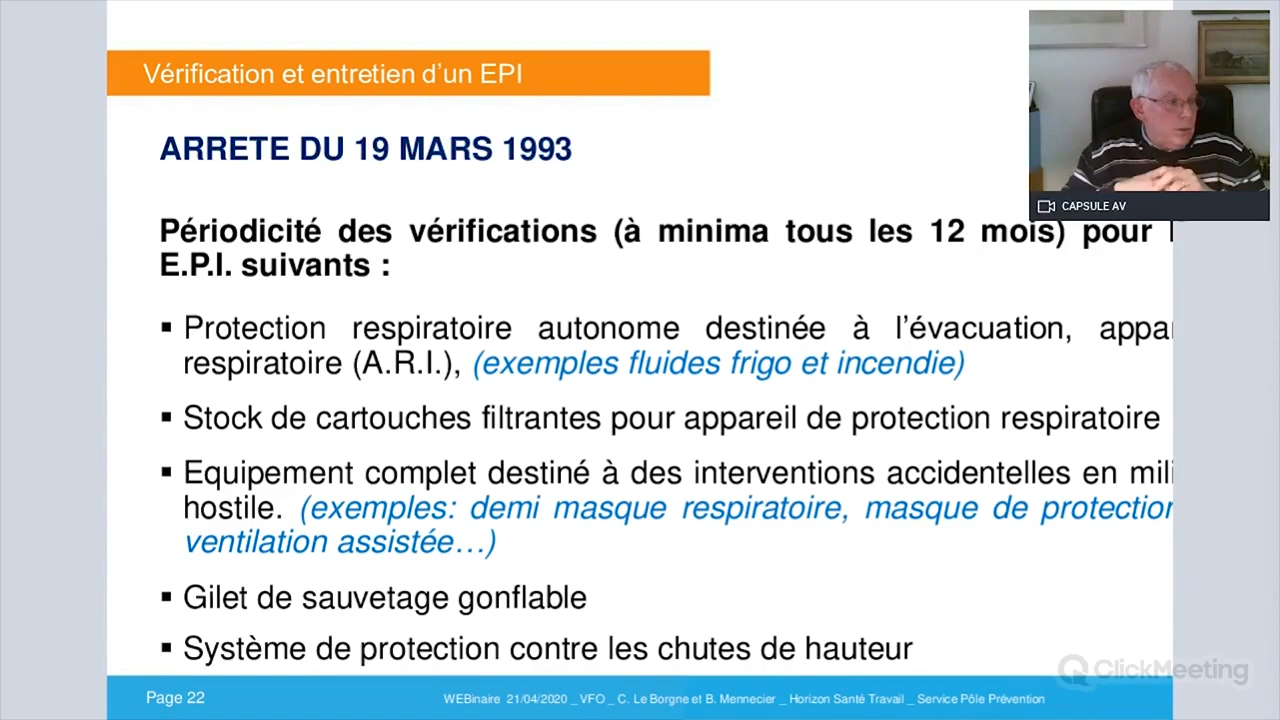 Vérification et entretien d'un EPI
ARRETE DU 19 MARS 1993
CAPSULE AV
Périodicité des vérifications (à minima tous les 12 mois) pour
E.P.I. suivants :
▪ Protection respiratoire autonome destinée à l'évacuation,
respiratoire (A.R.I.), (exemples fluides frigo et incendie)
▪ Stock de cartouches filtrantes pour appareil de protection respiratoire
▪ Equipement complet destiné à des interventions accidentelles en
hostile. (exemples: demi masque respiratoire, masque de protection
ventilation assistée…)
▪ Gilet de sauvetage gonflable
▪ Système de protection contre les chutes de hauteur
ClickMeeting
Page 22
WEBinaire 21/04/2020 _ VFO _ C. Le Borgne et B. Mennecier _ Horizon Santé Travail _ Service Pôle Prévention